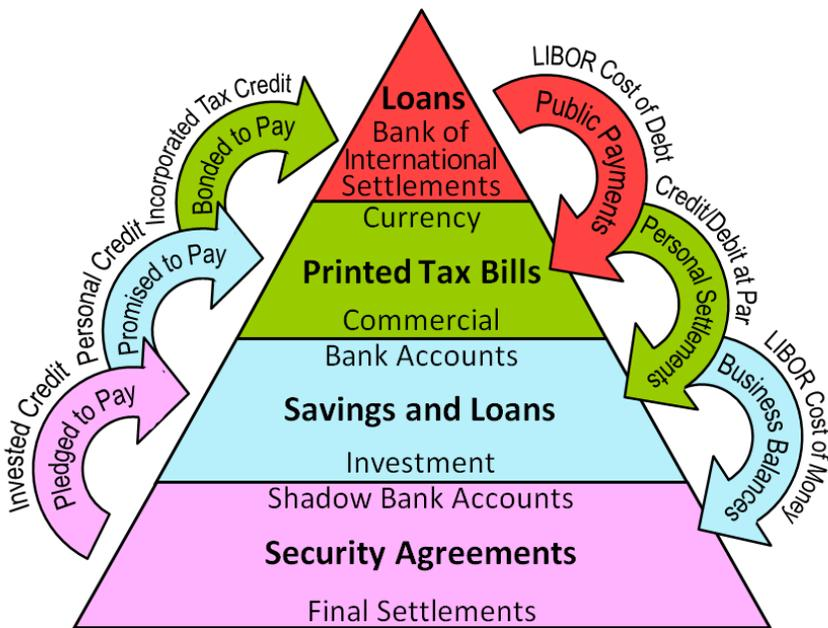 Loans
Bank of
International
Settlements
Currency
Printed Tax Bills
Commercial
Bank Accounts
Savings and Loans
Investment
Shadow Bank Accounts
Security Agreements
Final Settlements
Incorporated Tax Credit
Bonded to Pay
Personal Credit
Promised to Pay
Invested Credit
Pledged to Pay
LIBOR Cost of Debt
Public Payments
Credit/Debit at Par
Personal Settlements
LIBOR Cost of Money
Business Balances